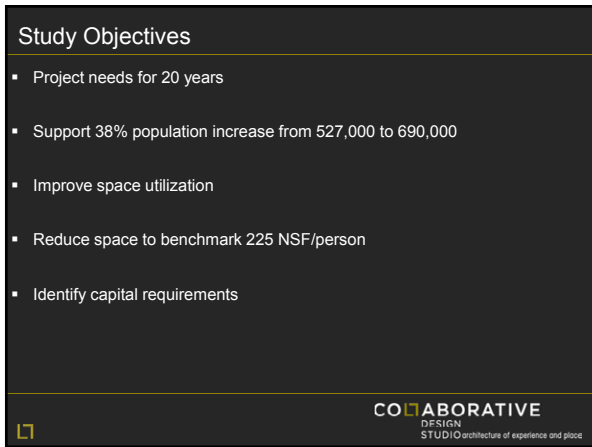 Study Objectives
▪ Project needs for 20 years
▪ Support 38% population increase from 527,000 to 690,000
▪ Improve space utilization
▪ Reduce space to benchmark 225 NSF/person
▪ Identify capital requirements
COLLABORATIVE
DESIGN
STUDIO architecture of experience and place